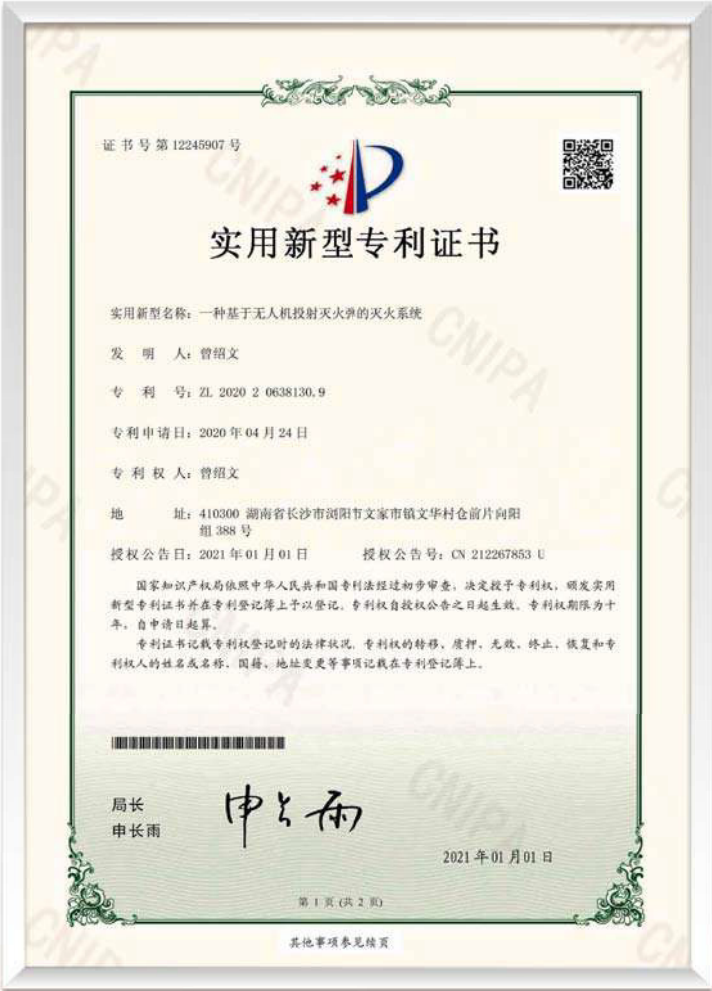 证书号第12245907号
实用新型专利证书
实用新型名称：一种基于无人机投射灭火弹的灭火系统
发 明 人：曾绍文
专 利 号：ZL 2020 2 0638130.9
专利申请日：2020年04月24日
专 利 权 人：曾绍文
地 址：410300 湖南省长沙市浏阳市文家市镇文华村仓前片向阳
组388号
授权公告日：2021年01月01日 授权公告号：CN 212267853 U
国家知识产权局依照中华人民共和国专利法经过初步审查，决定授予专利权，颁发实用
新型专利证书并在专利登记簿上予以登记。专利权自授权公告之日起生效。专利权期限为十
年，自申请日起算。
专利证书记载专利权登记时的法律状况。专利权的转移、质押、无效、终止、恢复和专
利权人的姓名或名称、国籍、地址变更等事项记载在专利登记簿上。
局长
申长雨
申长雨
2021年01月01日
第 1 页 (共 2 页)
其他事项参见续页
CNIPA
CNIPA
CNIPA
CNIPA